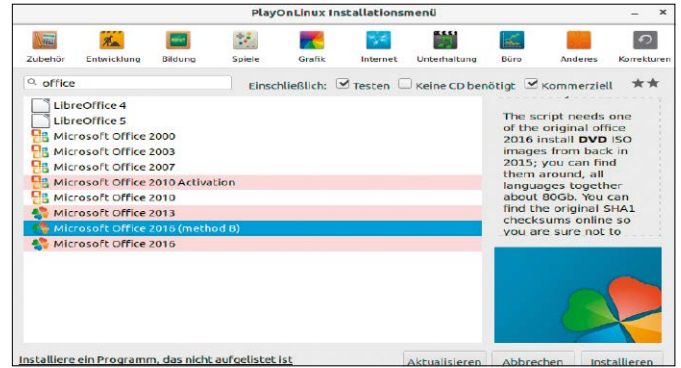 PlayOnLinux Installationsmenü
Zubehör Entwicklung Bildung Spiele Grafik Internet Unterhaltung Büro Anderes Korrekturen
office
Einschließlich: Testen Keine CD benötigt Kommerziell
LibreOffice 4
LibreOffice 5
Microsoft Office 2000
Microsoft Office 2003
Microsoft Office 2007
Microsoft Office 2010 Activation
Microsoft Office 2010
Microsoft Office 2013
Microsoft Office 2016 (method B)
Microsoft Office 2016
The script needs one
of the original office
2016 install DVD ISO
images from back in
2015; you can find
them around, all
languages together
about 80Gb. You can
find the original SHA1
checksums online so
you are sure not to
Installiere ein Programm, das nicht aufgelistet ist
Aktualisieren Abbrechen Installieren